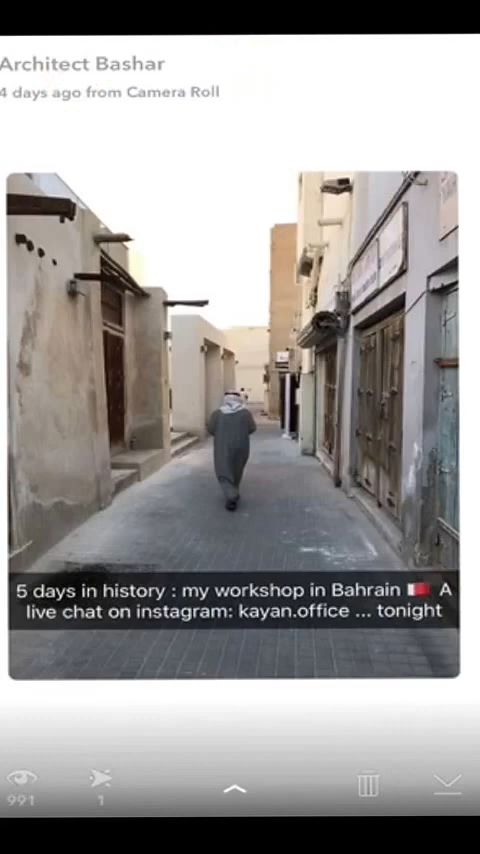 Architect Bashar
4 days ago from Camera Roll
5 days in history : my workshop in Bahrain 🇧🇭 A
live chat on instagram: kayan.office ... tonight
991
1